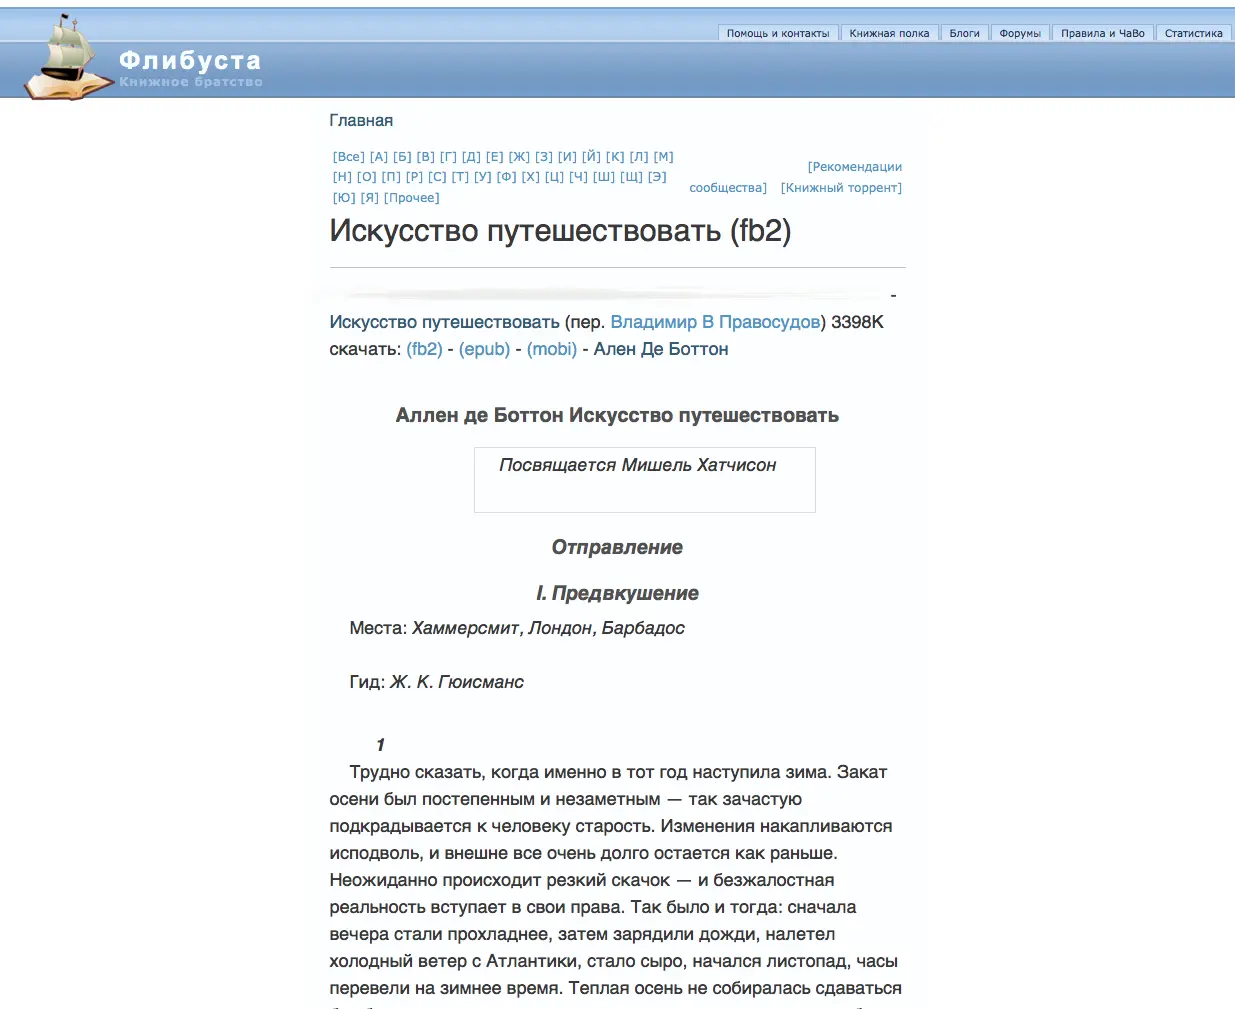 Помощь и контакты Книжная полка Блоги Форумы Правила и ЧаВо Статистика
Флибуста
Книжное братство
Главная
[Все] [А] [Б] [В] [Г] [Д] [Е] [Ж] [З] [И] [Й] [К] [Л] [М]
[Н] [О] [П] [Р] [С] [Т] [У] [Ф] [Х] [Ц] [Ч] [Ш] [Щ] [Э]
[Ю] [Я] [Прочее]
[Рекомендации
сообщества] [Книжный торрент]
Искусство путешествовать (fb2)
-
Искусство путешествовать (пер. Владимир В Правосудов) 3398K
скачать: (fb2) - (epub) - (mobi) - Ален Де Боттон
Аллен де Боттон Искусство путешествовать
Посвящается Мишель Хатчисон
Отправление
I. Предвкушение
Места: Хаммерсмит, Лондон, Барбадос
Гид: Ж. К. Гюисманс
1
Трудно сказать, когда именно в тот год наступила зима. Закат
осени был постепенным и незаметным — так зачастую
подкрадывается к человеку старость. Изменения накапливаются
исподволь, и внешне все очень долго остается как раньше.
Неожиданно происходит резкий скачок — и безжалостная
реальность вступает в свои права. Так было и тогда: сначала
вечера стали прохладнее, затем зарядили дожди, налетел
холодный ветер с Атлантики, стало сыро, начался листопад, часы
перевели на зимнее время. Теплая осень не собиралась сдаваться